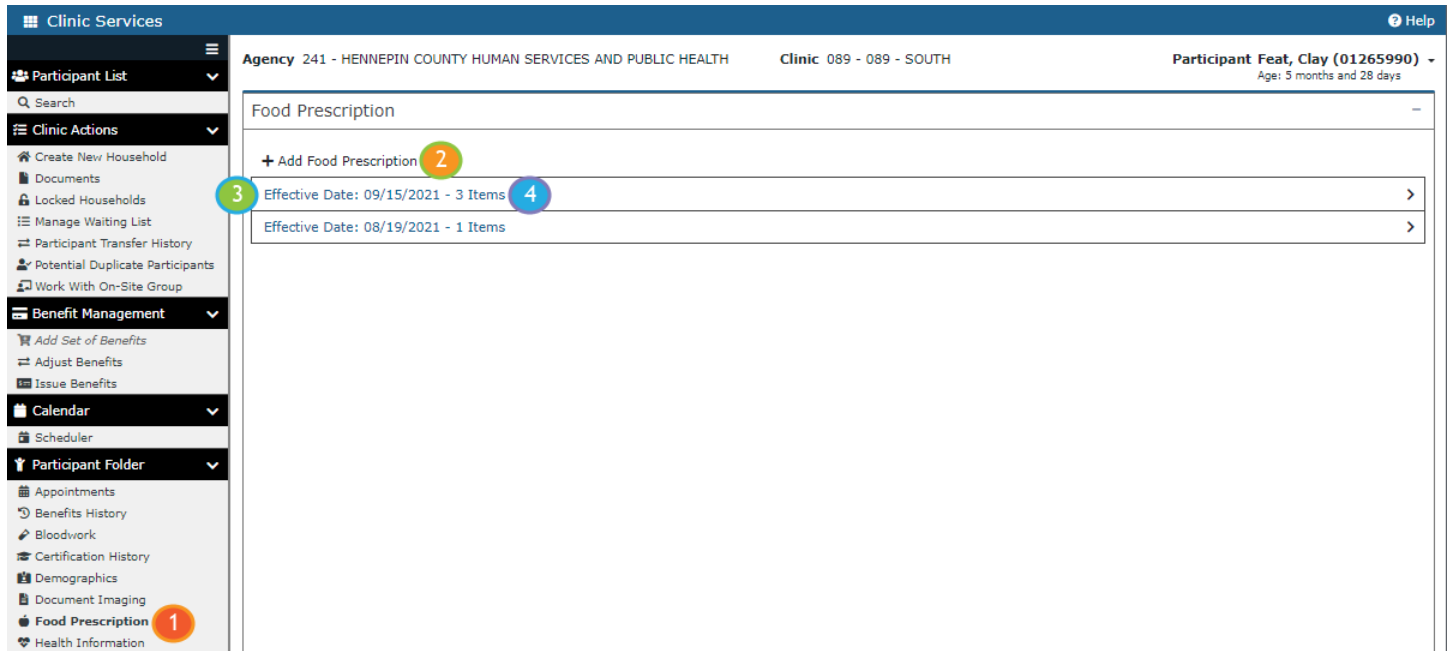 Clinic Services
Help
Participant List
Search
Clinic Actions
Create New Household
Documents
Locked Households
Manage Waiting List
Participant Transfer History
Potential Duplicate Participants
Work With On-Site Group
Benefit Management
Add Set of Benefits
Adjust Benefits
Issue Benefits
Calendar
Scheduler
Participant Folder
Appointments
Benefits History
Bloodwork
Certification History
Demographics
Document Imaging
Food Prescription 1
Health Information
Agency 241 - HENNEPIN COUNTY HUMAN SERVICES AND PUBLIC HEALTH Clinic 089 - 089 - SOUTH Participant Feat, Clay (01265990)
Age: 5 months and 28 days
Food Prescription
+ Add Food Prescription 2
3 Effective Date: 09/15/2021 - 3 Items 4
Effective Date: 08/19/2021 - 1 Items